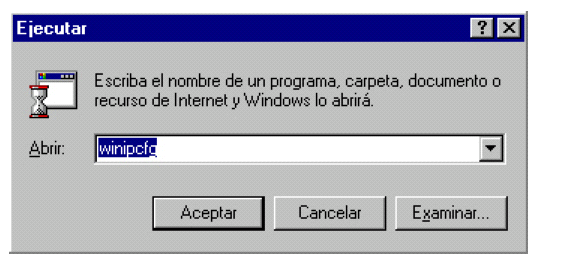 Ejecutar
Escriba el nombre de un programa, carpeta, documento o
recurso de Internet y Windows lo abrirá.
Abrir: winipcfg
Aceptar Cancelar Examinar...